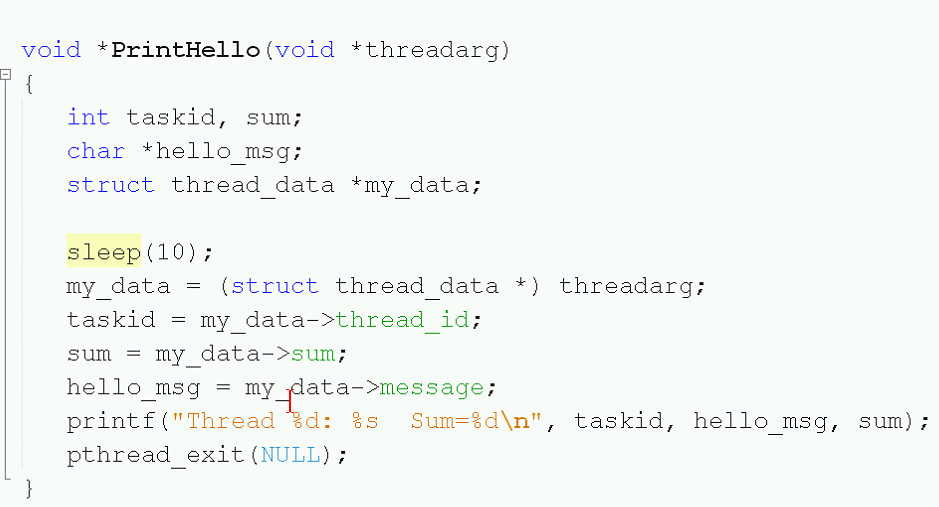 void *PrintHello(void *threadarg)
{
   int taskid, sum;
   char *hello_msg;
   struct thread_data *my_data;

   sleep(10);
   my_data = (struct thread_data *) threadarg;
   taskid = my_data->thread_id;
   sum = my_data->sum;
   hello_msg = my_data->message;
   printf("Thread %d: %s  Sum=%d\n", taskid, hello_msg, sum);
   pthread_exit(NULL);
}